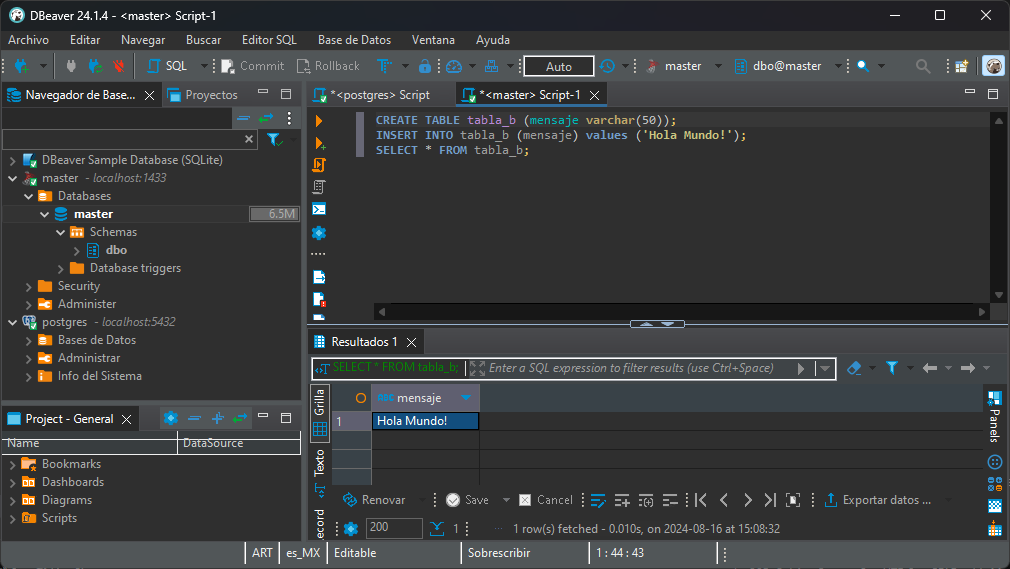 DBeaver 24.1.4 - <master> Script-1
Archivo Editar Navegar Buscar Editor SQL Base de Datos Ventana Ayuda
SQL Commit Rollback Auto master dbo@master
Navegador de Base... Proyectos
*<postgres> Script *<master> Script-1
CREATE TABLE tabla_b (mensaje varchar(50));
INSERT INTO tabla_b (mensaje) values ('Hola Mundo!');
SELECT * FROM tabla_b;
DBeaver Sample Database (SQLite)
master - localhost:1433
Databases
master 6.5M
Schemas
dbo
Database triggers
Security
Administer
postgres - localhost:5432
Bases de Datos
Administrar
Info del Sistema
Resultados 1
SELECT * FROM tabla_b; Enter a SQL expression to filter results (use Ctrl+Space)
Grilla
Texto
ecord
mensaje
1 Hola Mundo!
Panels
Renovar Save Cancel Exportar datos ...
200 1 1 row(s) fetched - 0.010s, on 2024-08-16 at 15:08:32
Project - General
Name DataSource
Bookmarks
Dashboards
Diagrams
Scripts
ART es_MX Editable Sobrescribir 1 : 44 : 43